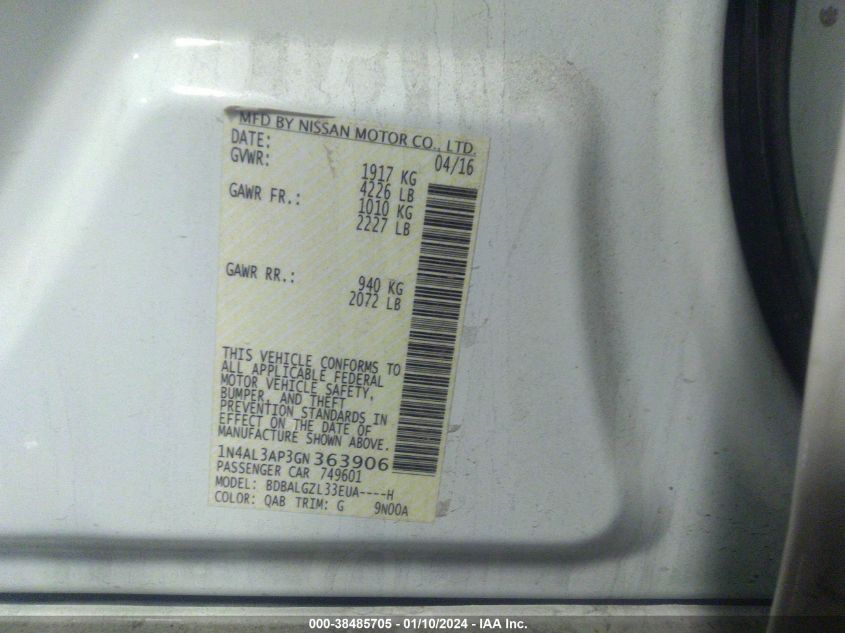 MFD BY NISSAN MOTOR CO., LTD.
DATE: 04/16
GVWR: 1917 KG
4226 LB
GAWR FR.: 1010 KG
2227 LB
GAWR RR.: 940 KG
2072 LB
THIS VEHICLE CONFORMS TO
ALL APPLICABLE FEDERAL
MOTOR VEHICLE SAFETY,
BUMPER, AND THEFT
PREVENTION STANDARDS IN
EFFECT ON THE DATE OF
MANUFACTURE SHOWN ABOVE.
1N4AL3AP3GN363906
PASSENGER CAR 749601
MODEL: BDBALGZL33EUA----H
COLOR: QAB TRIM: G 9N00A
000-38485705 - 01/10/2024 - IAA Inc.